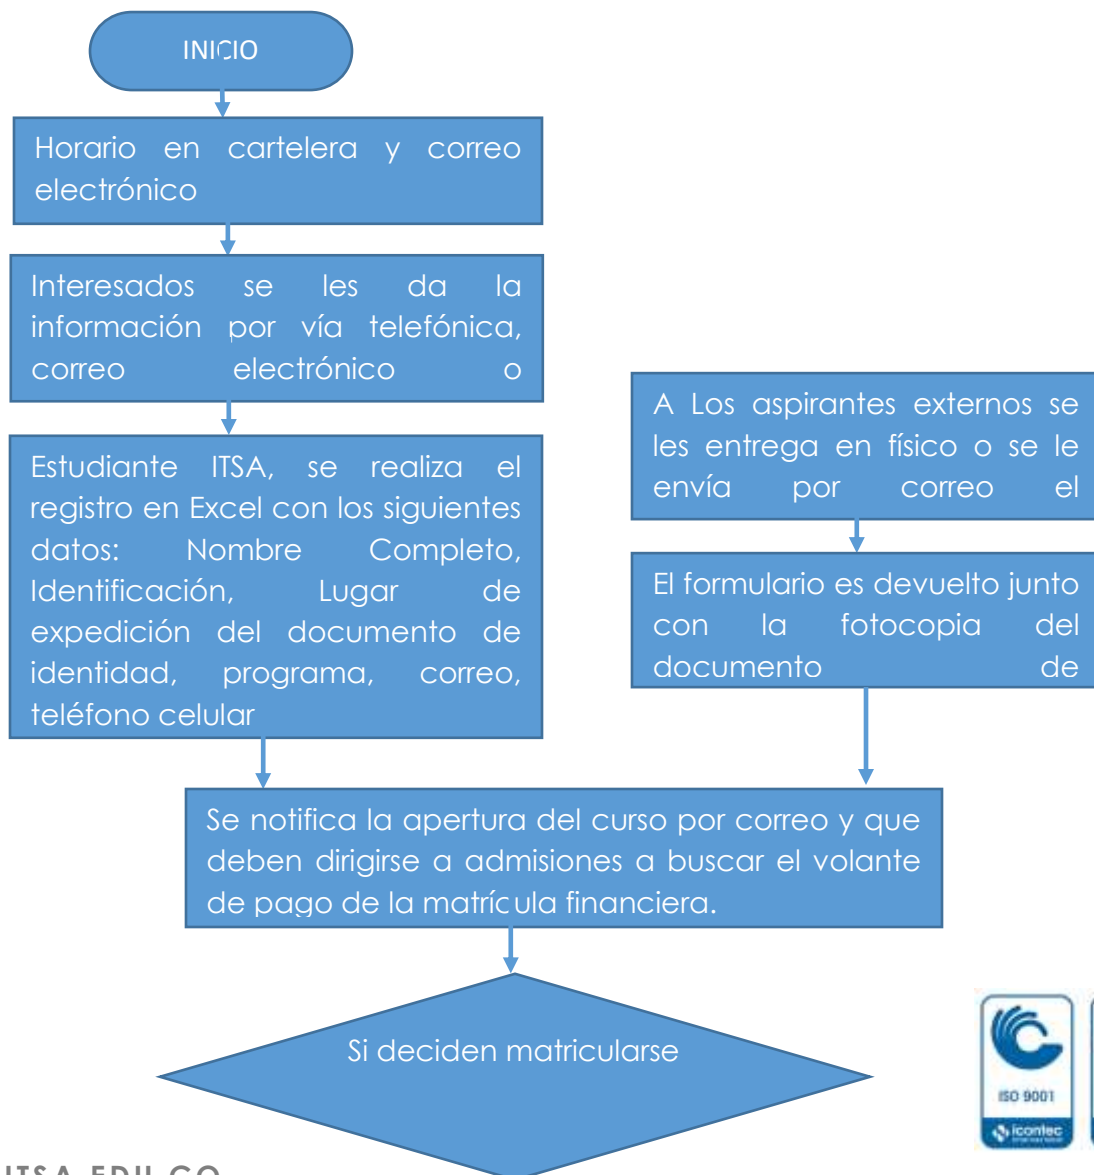 INICIO
Horario en cartelera y correo
electrónico
Interesados se les da la
información por vía telefónica,
correo electrónico o
Estudiante ITSA, se realiza el
registro en Excel con los siguientes
datos: Nombre Completo,
Identificación, Lugar de
expedición del documento de
identidad, programa, correo,
teléfono celular
A Los aspirantes externos se
les entrega en físico o se le
envía por correo el
El formulario es devuelto junto
con la fotocopia del
documento de
Se notifica la apertura del curso por correo y que
deben dirigirse a admisiones a buscar el volante
de pago de la matrícula financiera.
Si deciden matricularse
ISO 9001
icontec
ITSA.EDU.CO